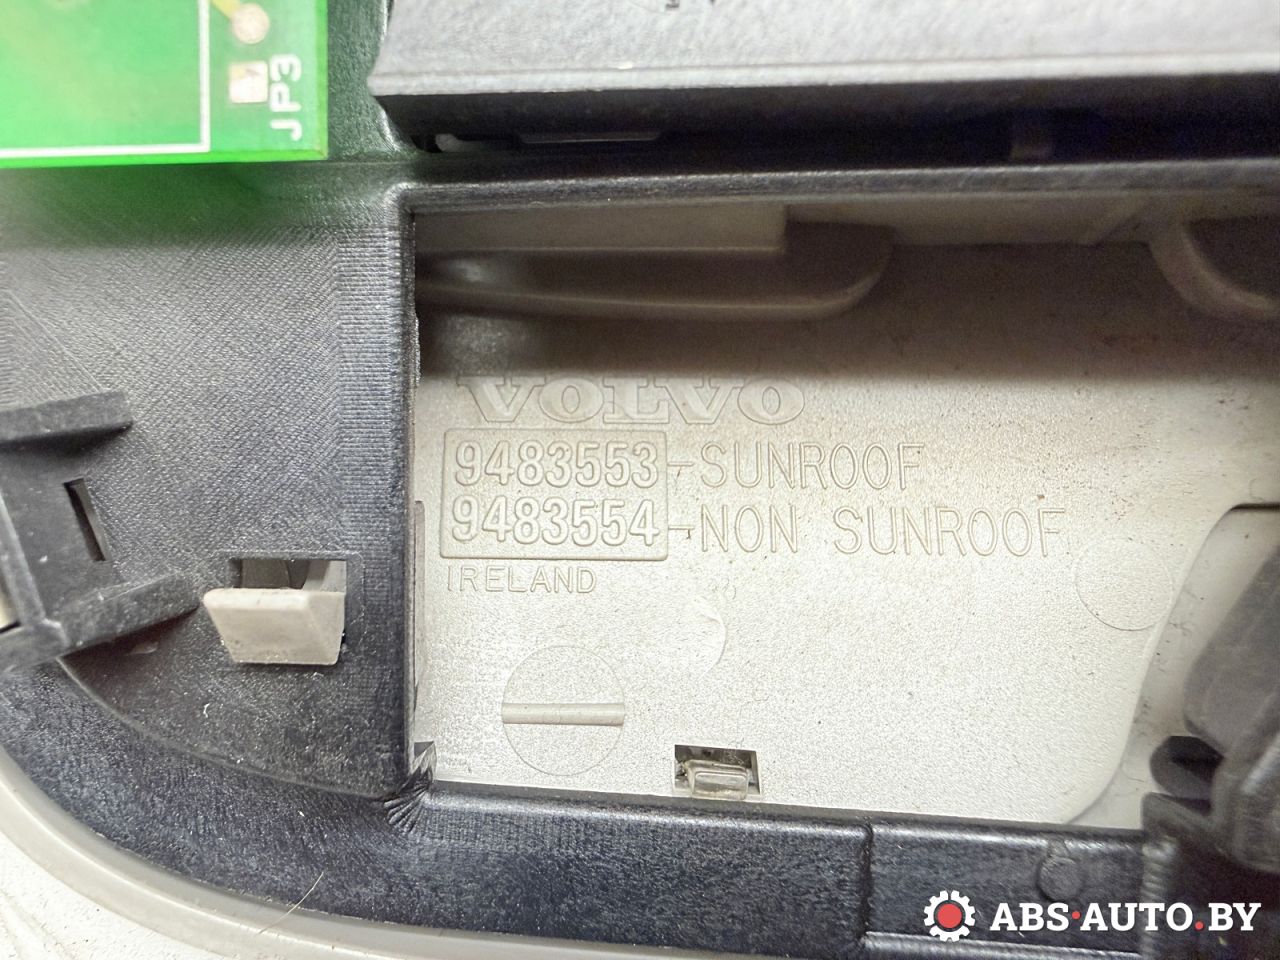 JP3
VOLVO
9483553-SUNROOF
9483554-NON SUNROOF
IRELAND
ABS·AUTO.BY